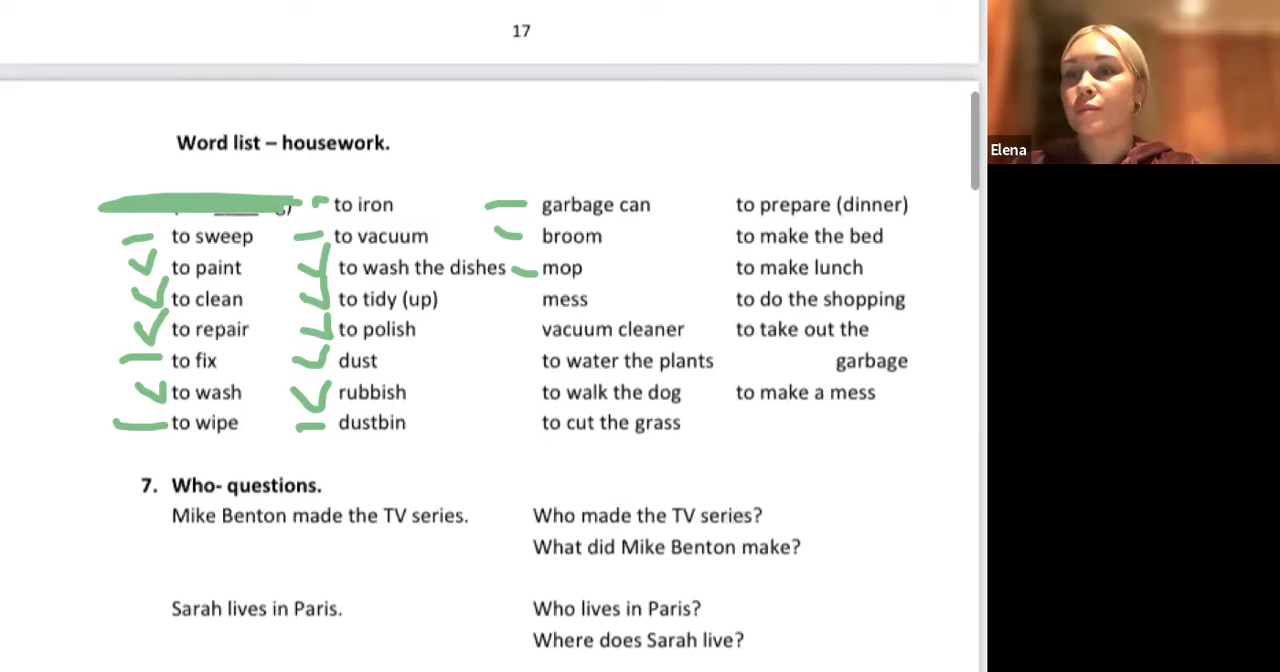 17
Word list – housework.
to iron garbage can to prepare (dinner)
to sweep to vacuum broom to make the bed
to paint to wash the dishes mop to make lunch
to clean to tidy (up) mess to do the shopping
to repair to polish vacuum cleaner to take out the
to fix dust to water the plants garbage
to wash rubbish to walk the dog to make a mess
to wipe dustbin to cut the grass
7. Who- questions.
Mike Benton made the TV series. Who made the TV series?
What did Mike Benton make?
Sarah lives in Paris. Who lives in Paris?
Where does Sarah live?
Elena